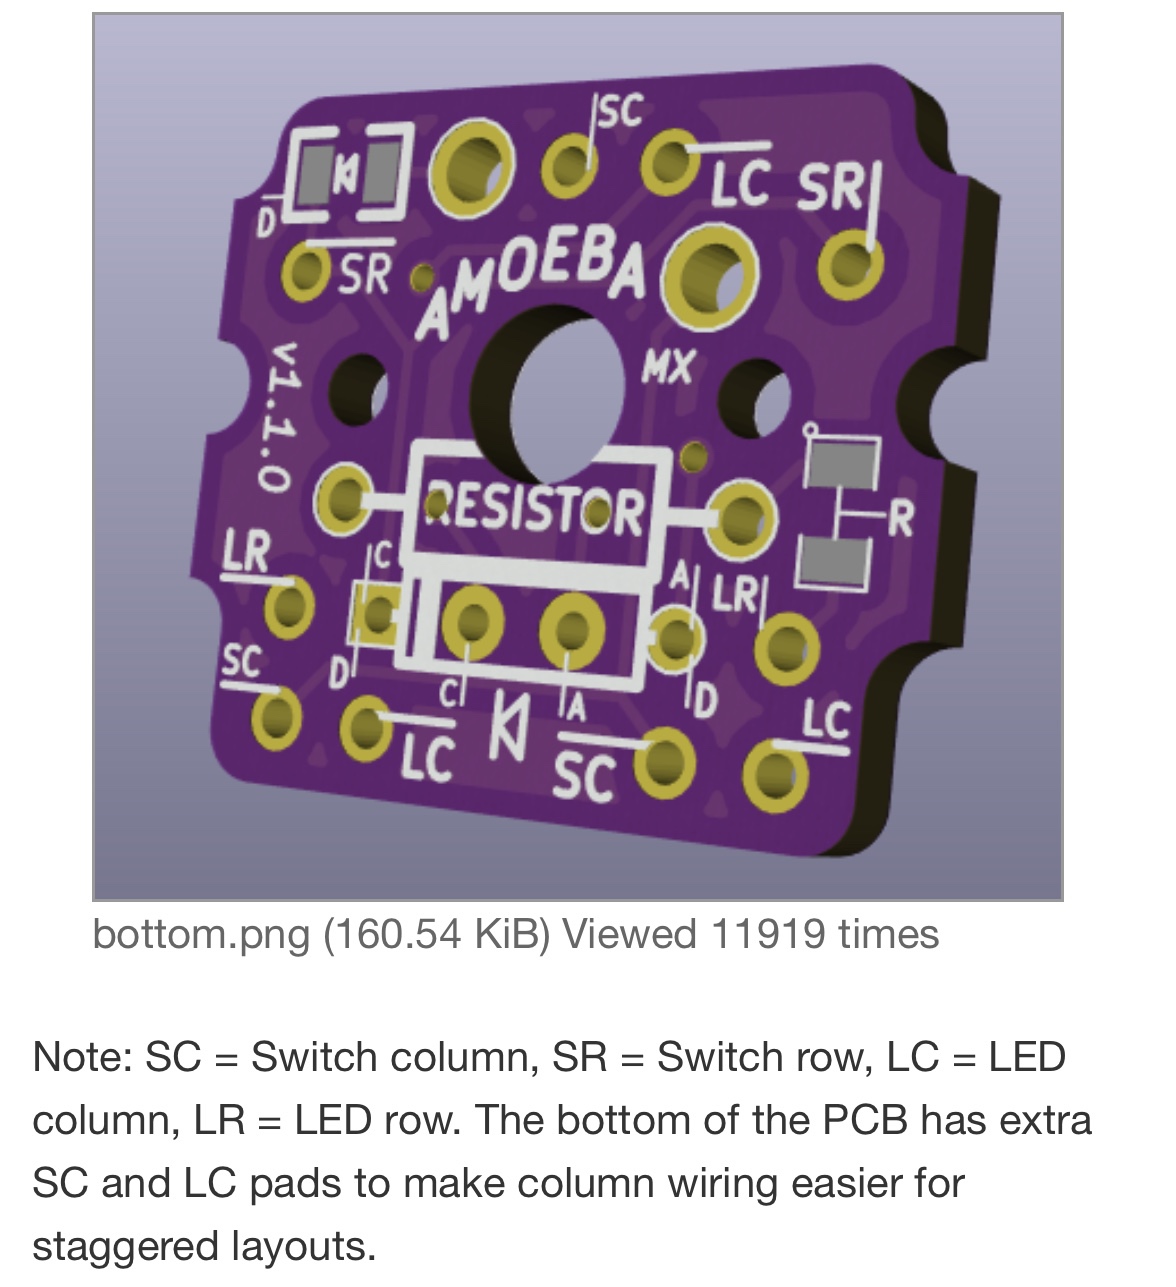 SC
LC SR
D
SR
AMOEBA
MX
v1.1.0
RESISTOR
R
LR
C
A
LR
SC
D
C
A
D
LC
LC
SC
bottom.png (160.54 KiB) Viewed 11919 times
Note: SC = Switch column, SR = Switch row, LC = LED
column, LR = LED row. The bottom of the PCB has extra
SC and LC pads to make column wiring easier for
staggered layouts.